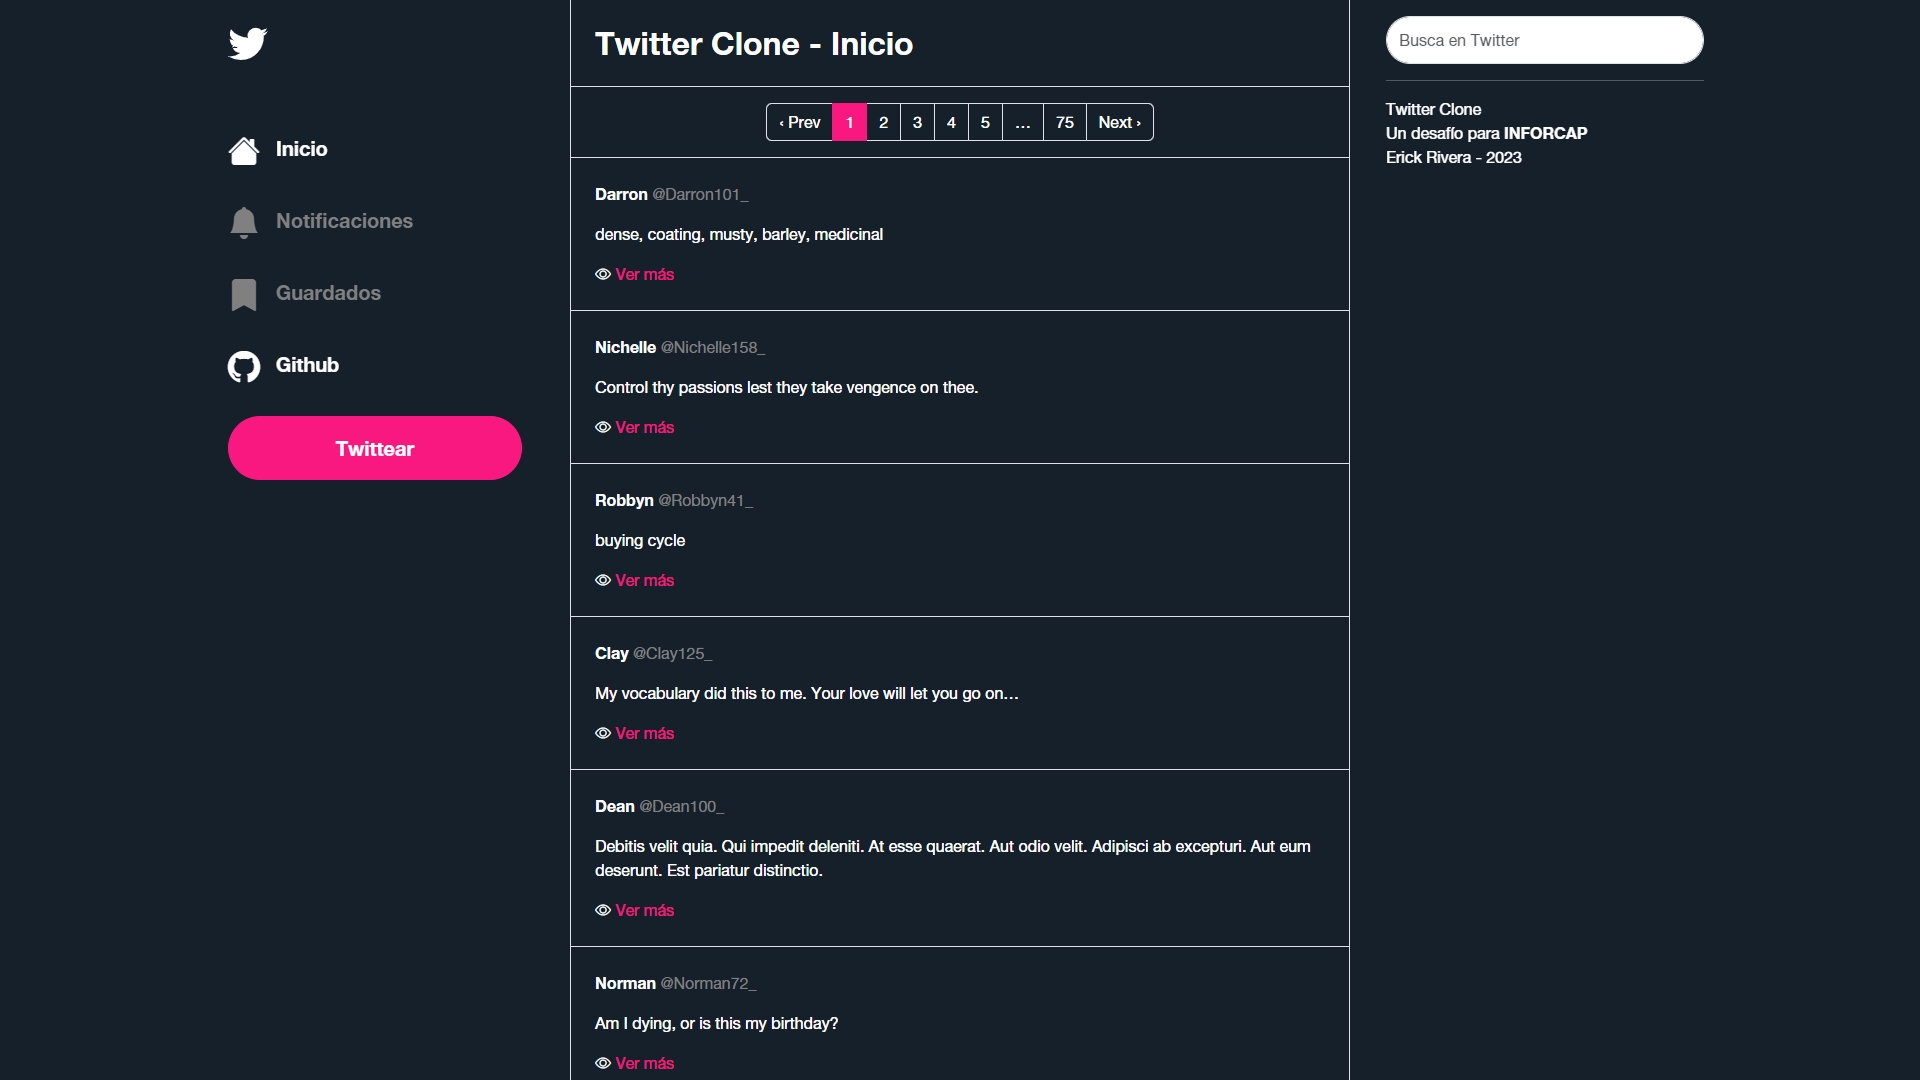 Inicio
Notificaciones
Guardados
Github
Twittear
Twitter Clone - Inicio
‹ Prev 1 2 3 4 5 … 75 Next ›
Darron @Darron101_
dense, coating, musty, barley, medicinal
Ver más
Nichelle @Nichelle158_
Control thy passions lest they take vengence on thee.
Ver más
Robbyn @Robbyn41_
buying cycle
Ver más
Clay @Clay125_
My vocabulary did this to me. Your love will let you go on…
Ver más
Dean @Dean100_
Debitis velit quia. Qui impedit deleniti. At esse quaerat. Aut odio velit. Adipisci ab excepturi. Aut eum
deserunt. Est pariatur distinctio.
Ver más
Norman @Norman72_
Am I dying, or is this my birthday?
Ver más
Busca en Twitter
Twitter Clone
Un desafío para INFORCAP
Erick Rivera - 2023